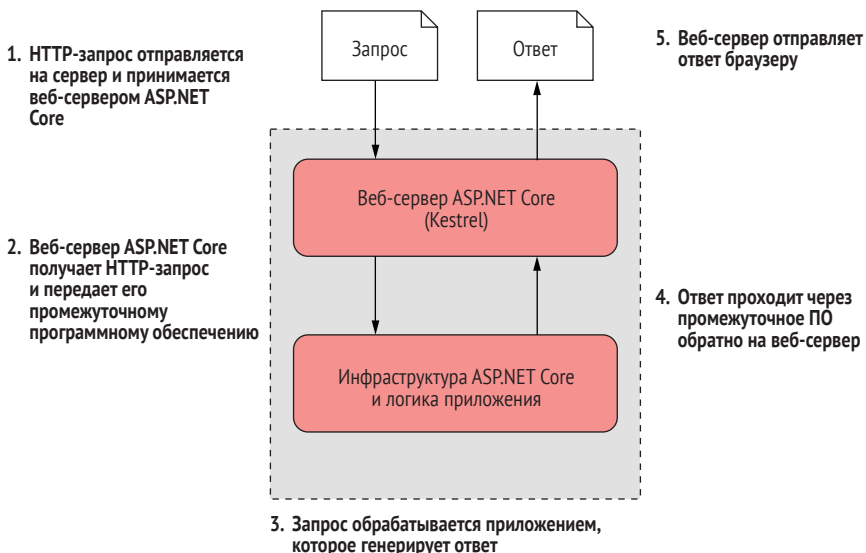 1. HTTP-запрос отправляется
на сервер и принимается
веб-сервером ASP.NET
Core
Запрос
Ответ
5. Веб-сервер отправляет
ответ браузеру
Веб-сервер ASP.NET Core
(Kestrel)
2. Веб-сервер ASP.NET Core
получает HTTP-запрос
и передает его
промежуточному
программному обеспечению
4. Ответ проходит через
промежуточное ПО
обратно на веб-сервер
Инфраструктура ASP.NET Core
и логика приложения
3. Запрос обрабатывается приложением,
которое генерирует ответ